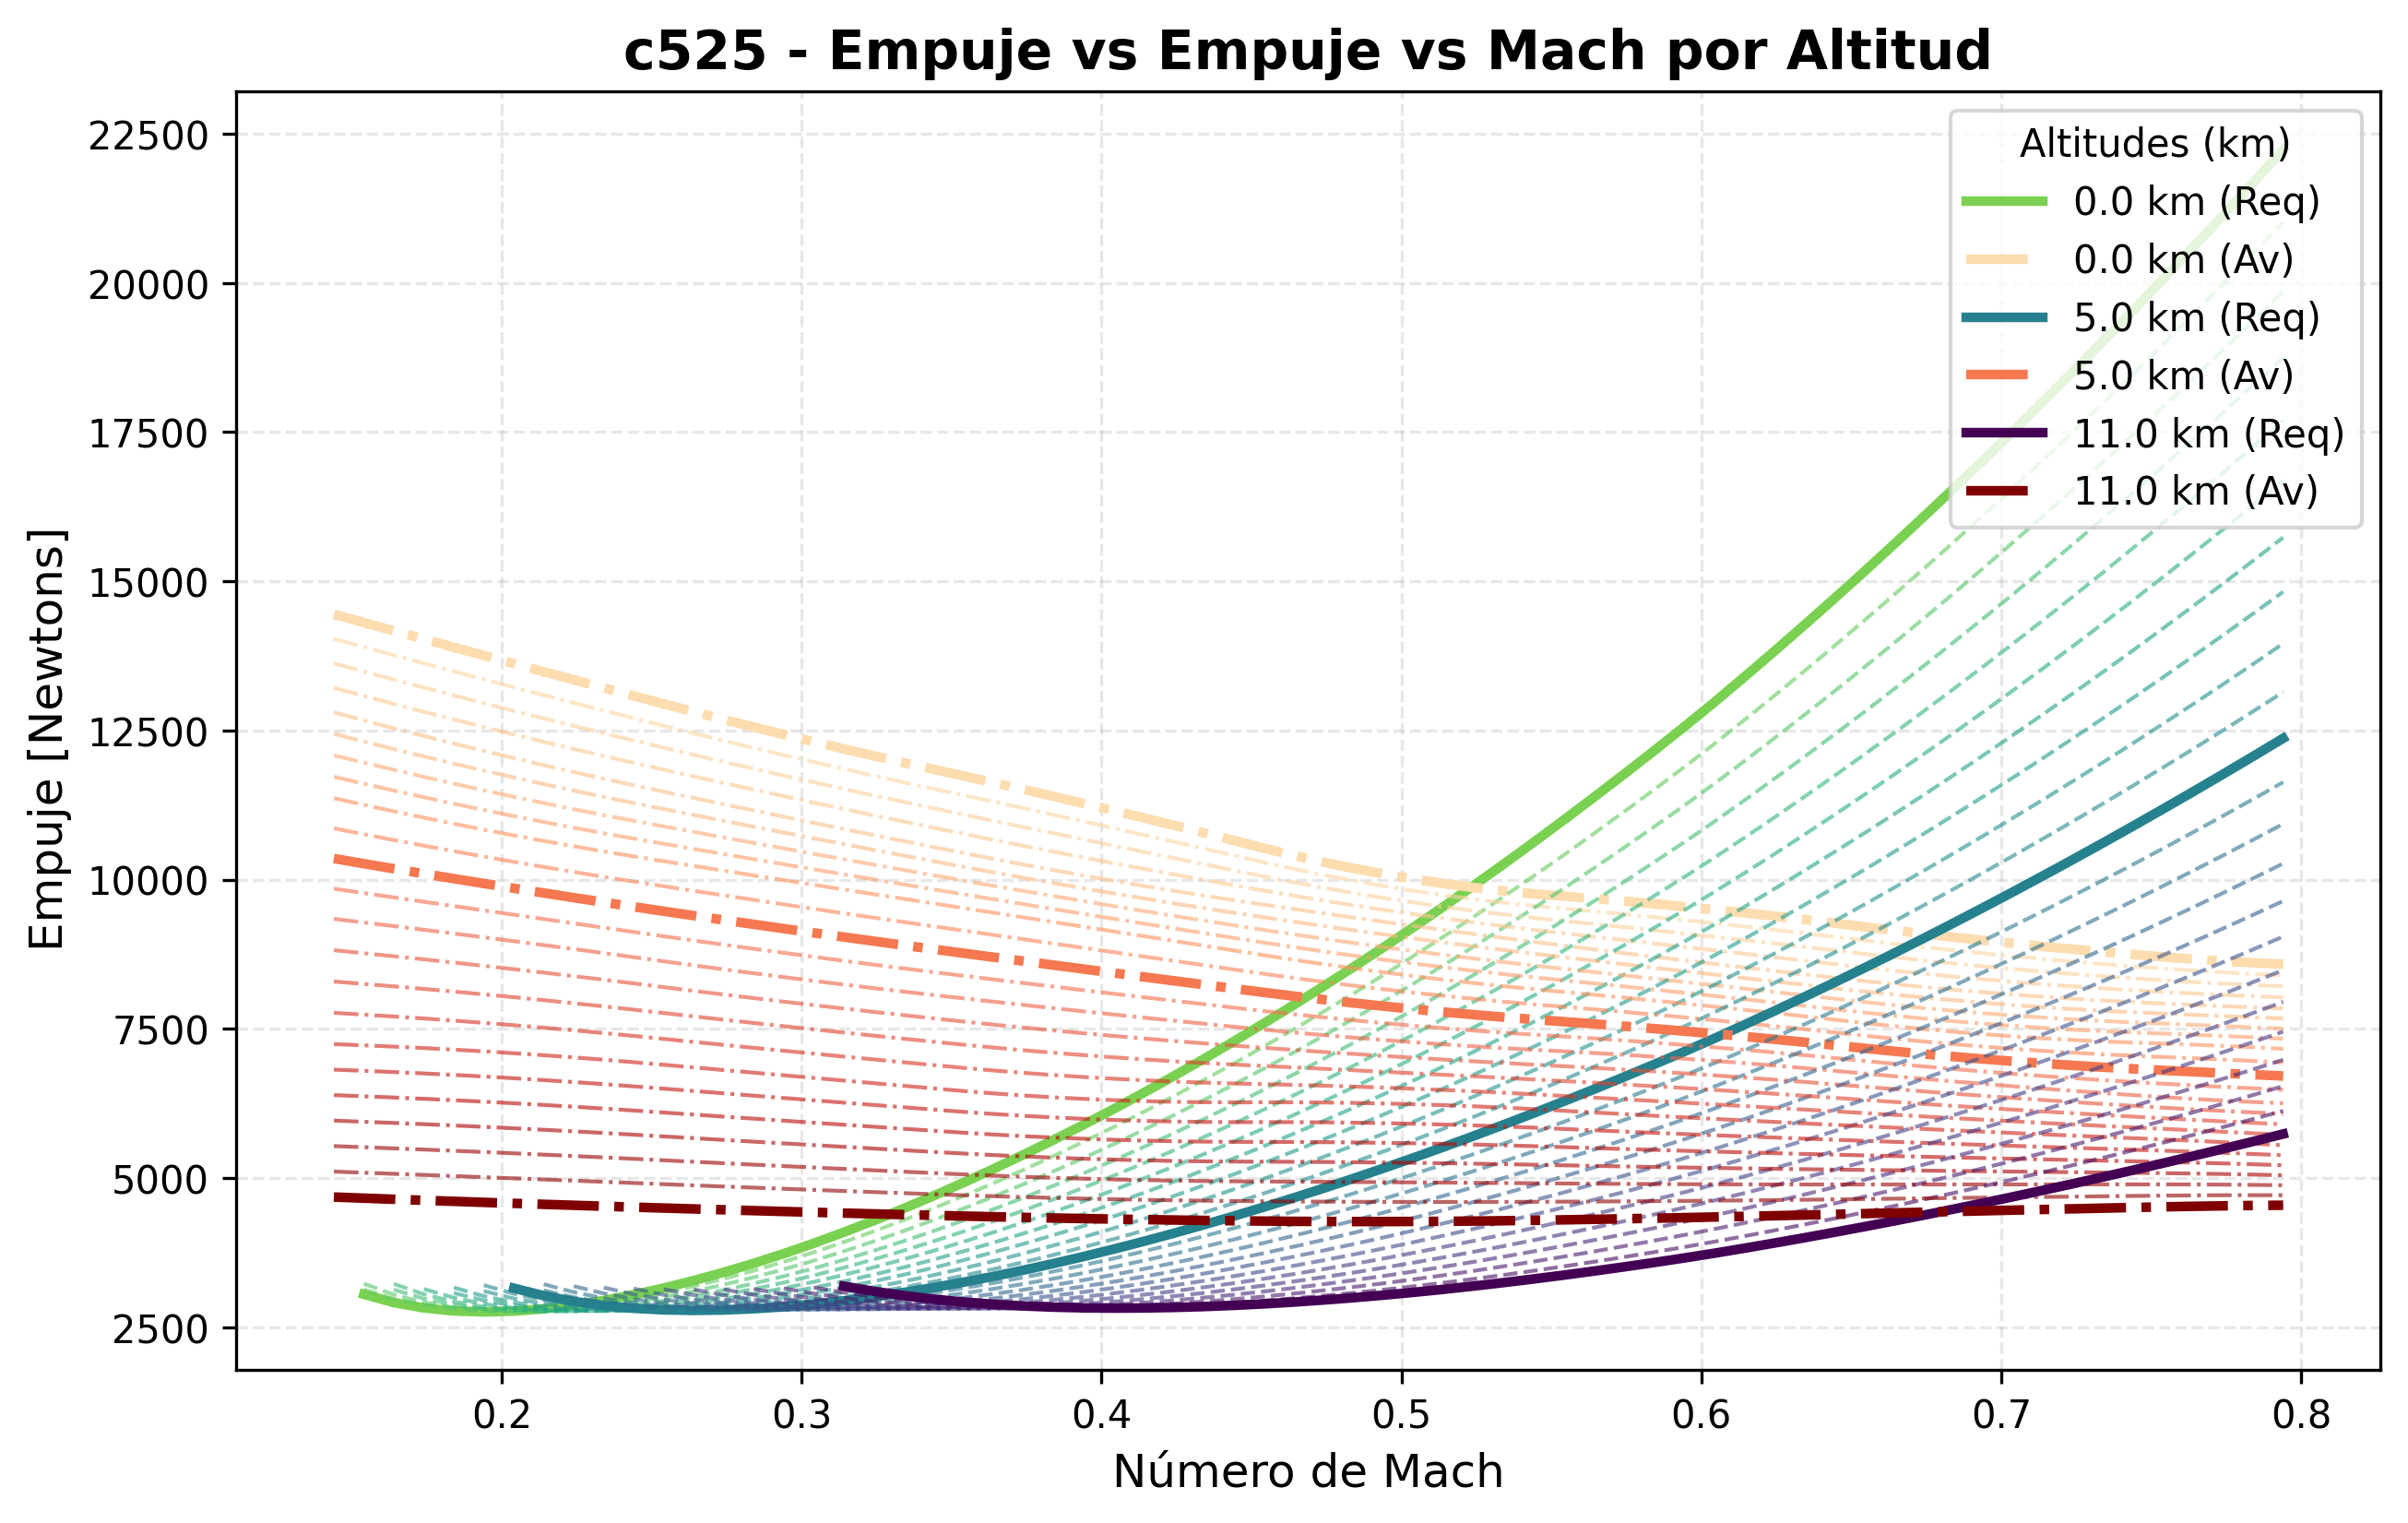 c525 - Empuje vs Empuje vs Mach por Altitud
Empuje [Newtons]
22500
20000
17500
15000
12500
10000
7500
5000
2500
Altitudes (km)
0.0 km (Req)
0.0 km (Av)
5.0 km (Req)
5.0 km (Av)
11.0 km (Req)
11.0 km (Av)
0.2 0.3 0.4 0.5 0.6 0.7 0.8
Número de Mach